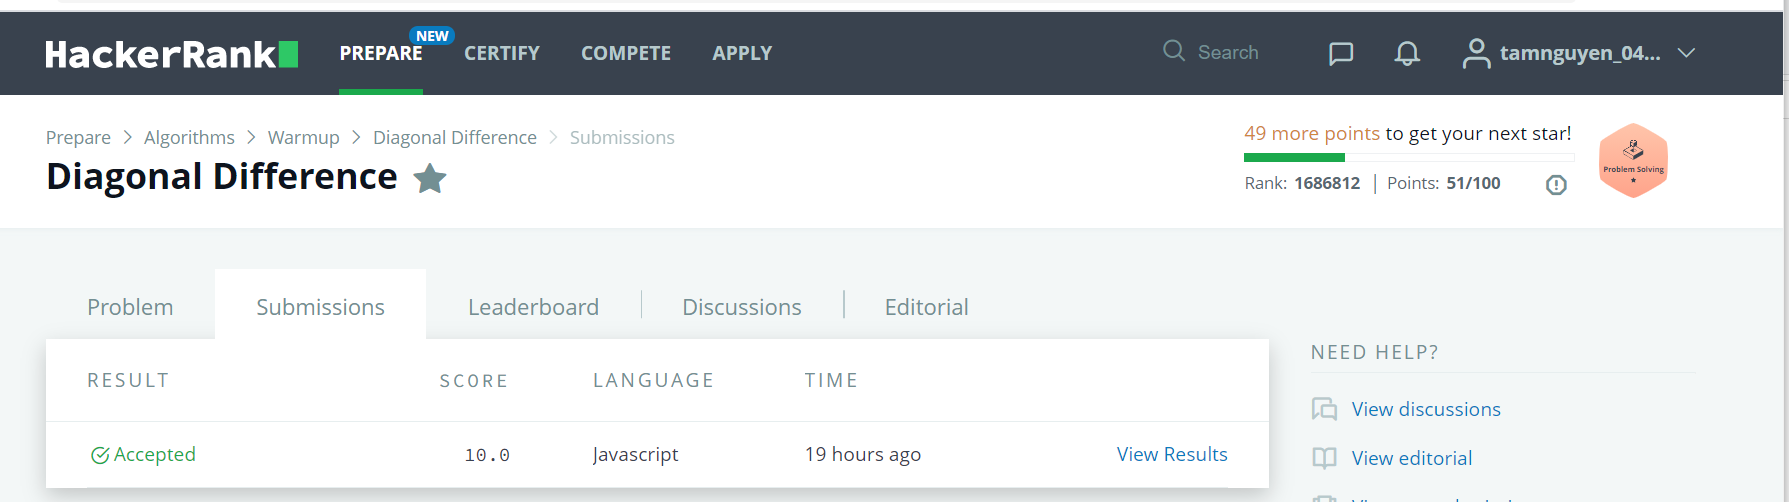 HackerRank PREPARE NEW CERTIFY COMPETE APPLY Search tamnguyen_04...
Prepare > Algorithms > Warmup > Diagonal Difference > Submissions
Diagonal Difference
49 more points to get your next star!
Rank: 1686812 | Points: 51/100
Problem Solving
Problem Submissions Leaderboard Discussions Editorial
RESULT SCORE LANGUAGE TIME
Accepted 10.0 Javascript 19 hours ago View Results
NEED HELP?
View discussions
View editorial